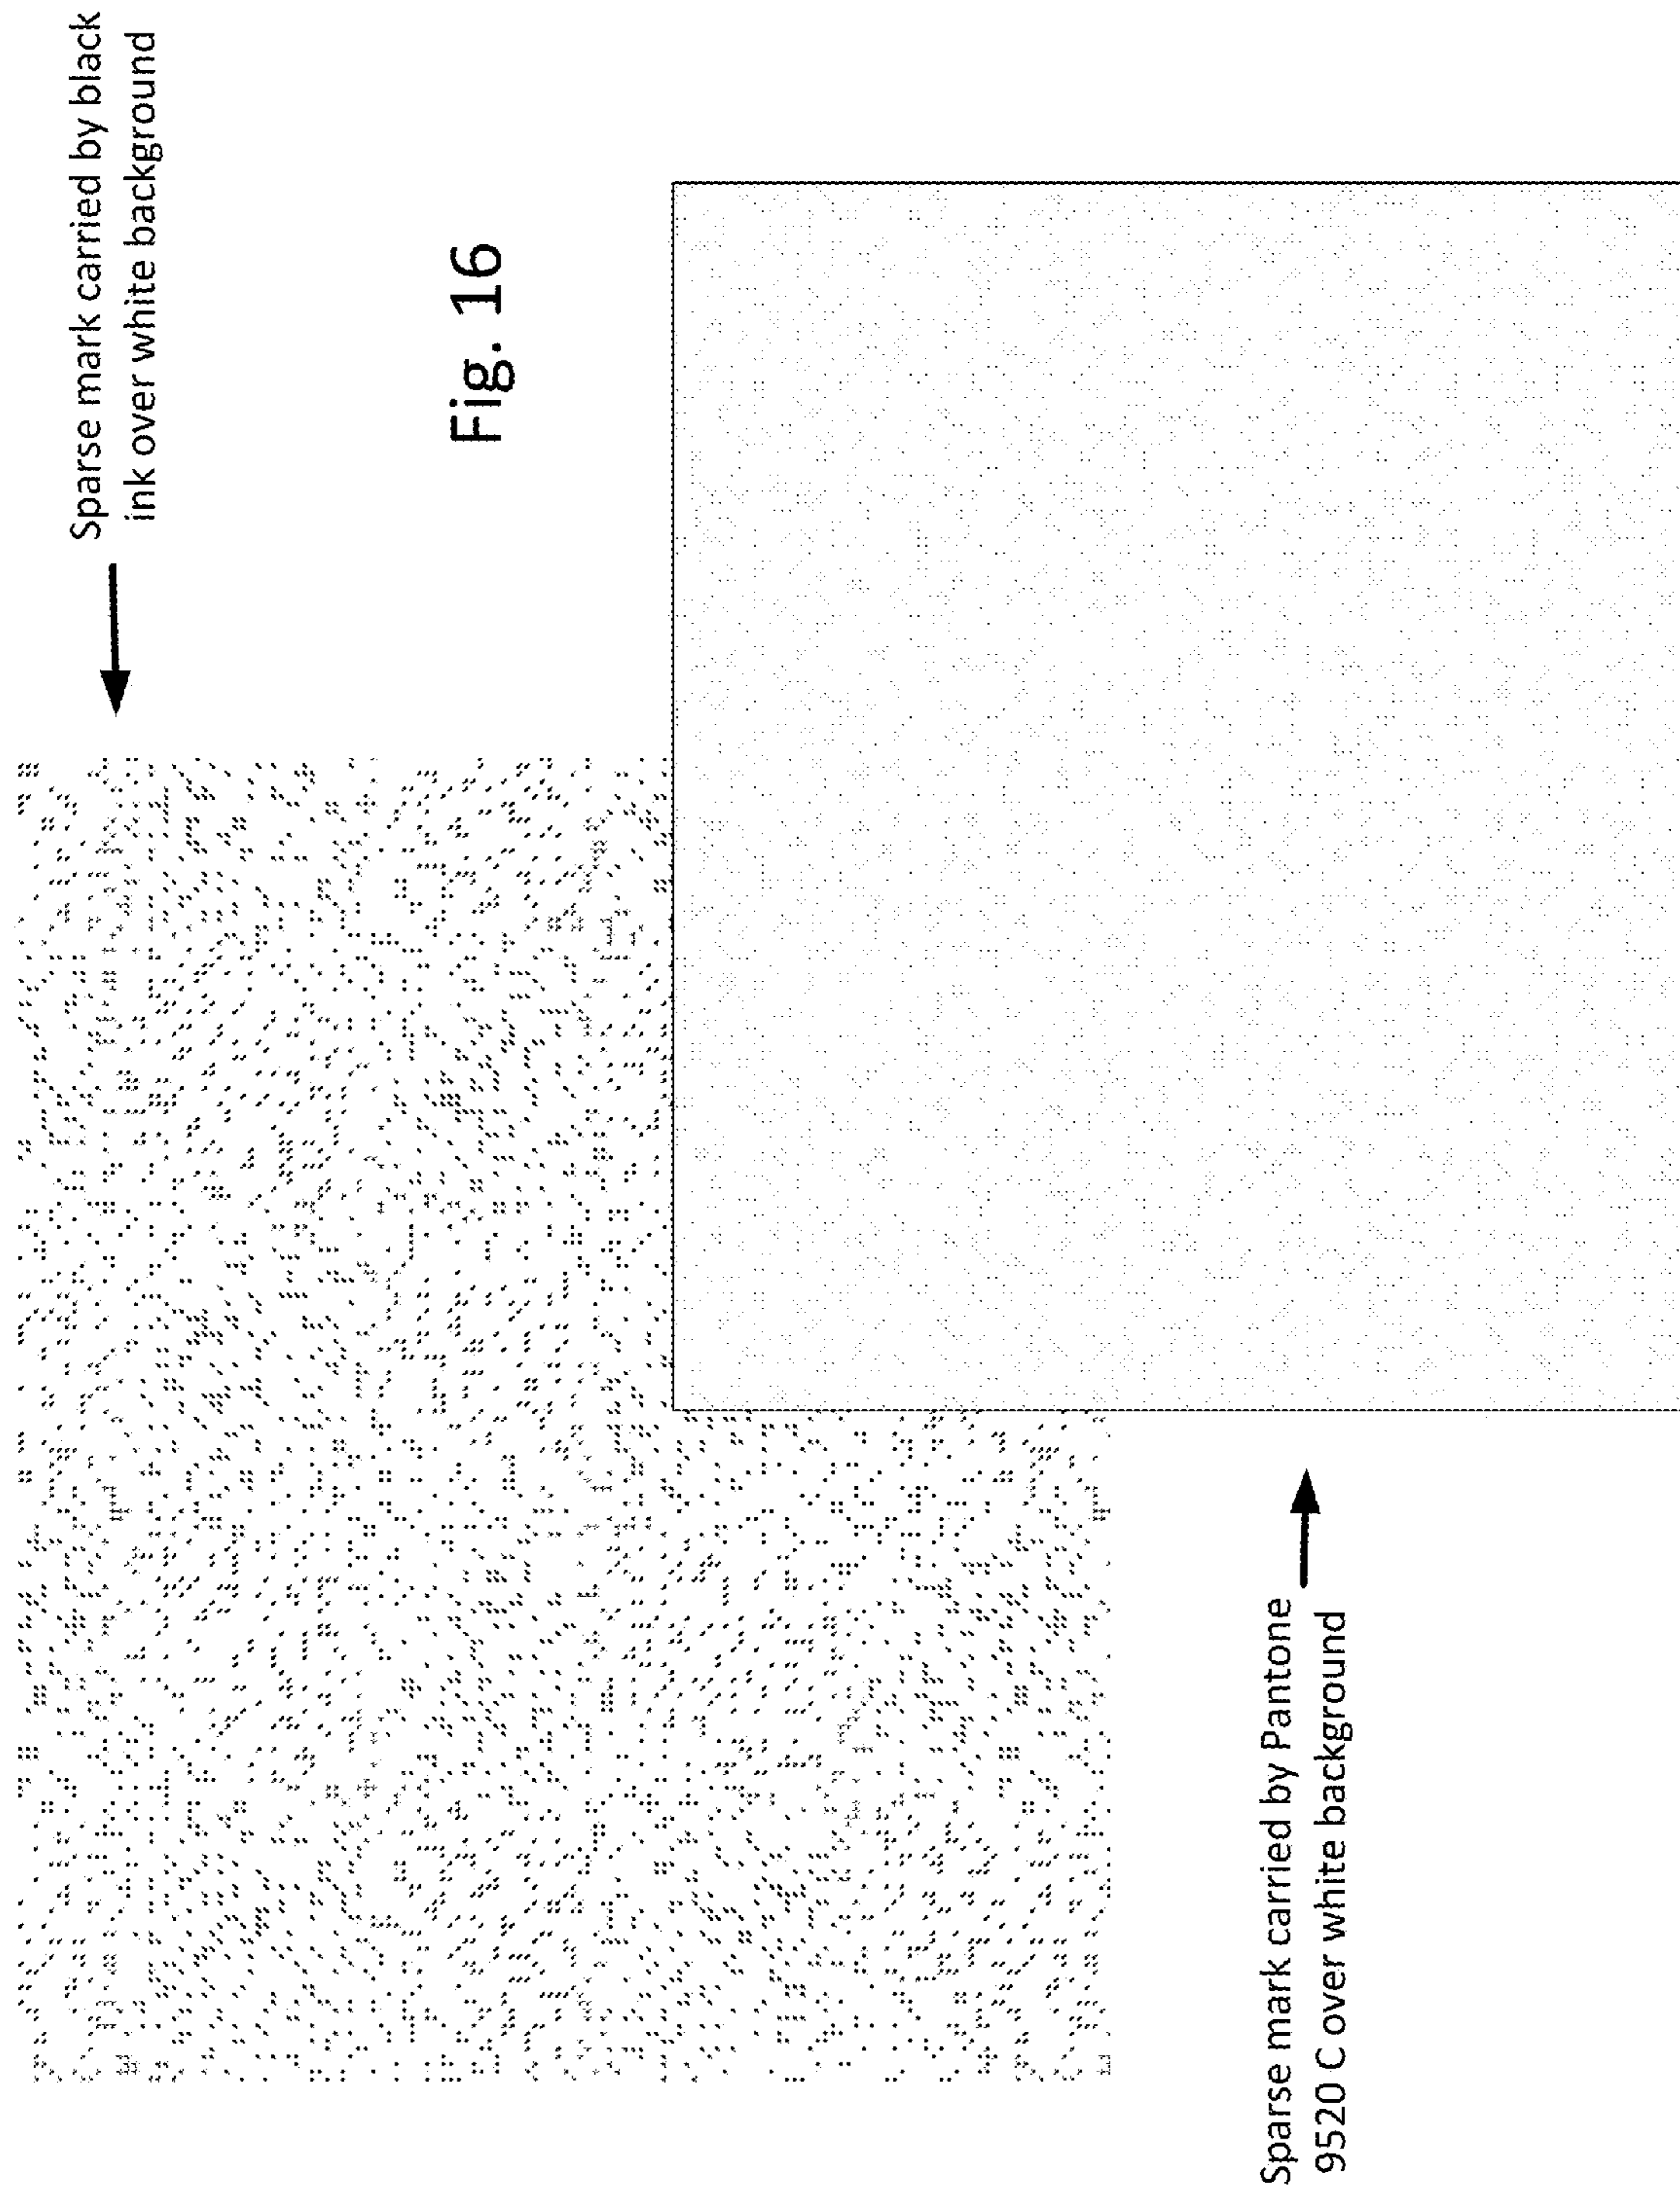 Sparse mark carried by black
ink over white background
Fig. 16
Sparse mark carried by Pantone
9520 C over white background